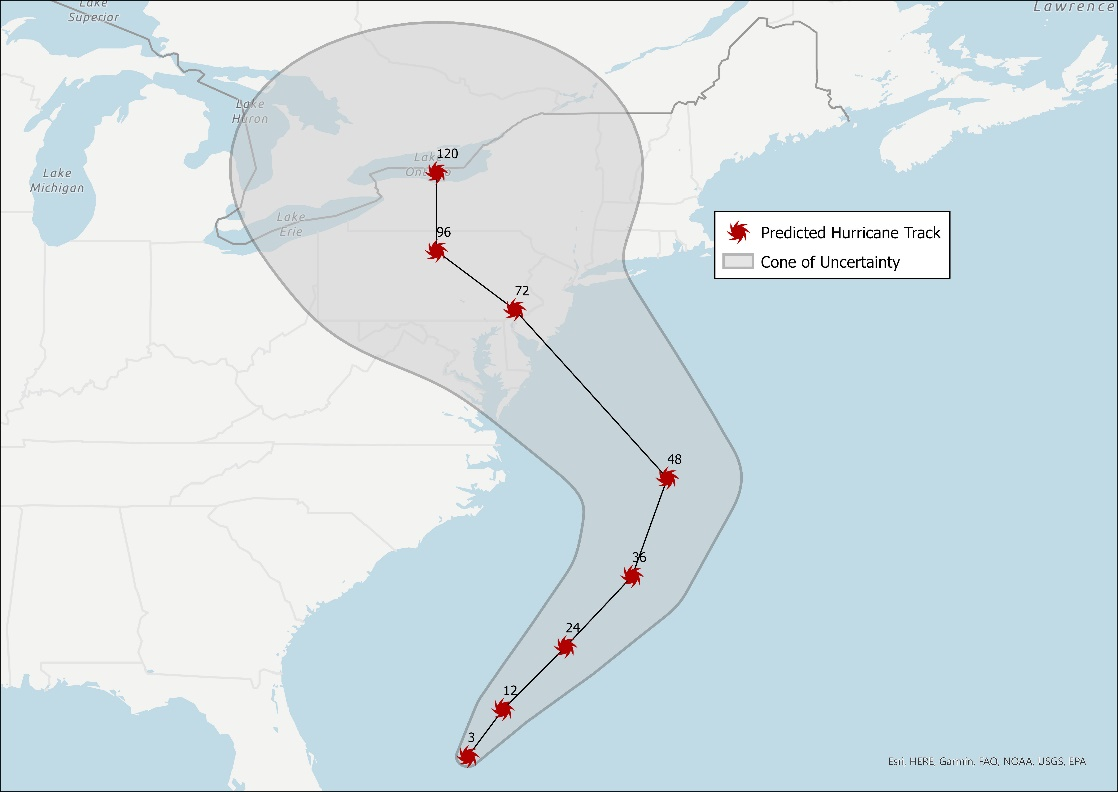 Lake
Superior
Lawrence
Lake
Huron
Lake
Michigan
120
Lake
96
Lake
Erie
Predicted Hurricane Track
Cone of Uncertainty
72
48
36
24
12
3
Esri, HERE, Garmin, FAO, NOAA, USGS, EPA